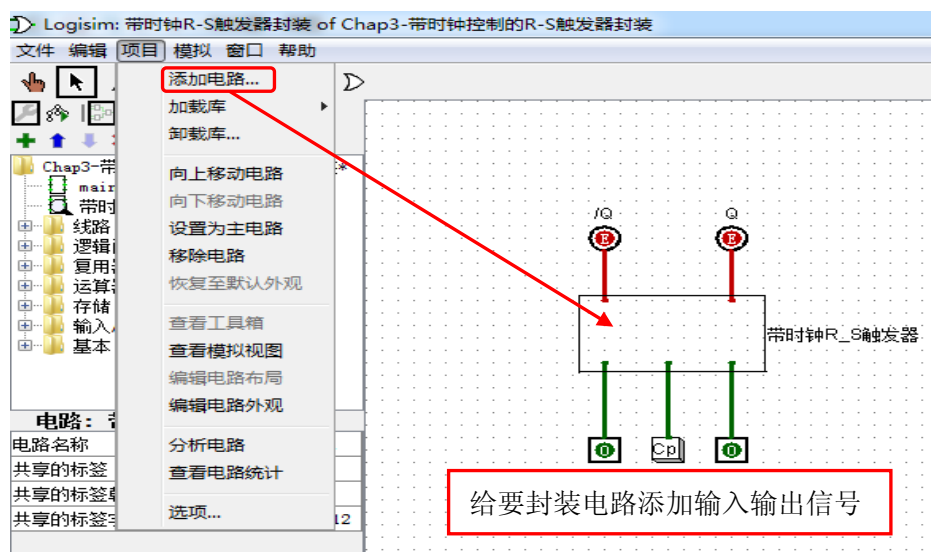 Logisim: 带时钟R-S触发器封装 of Chap3-带时钟控制的R-S触发器封装
文件 编辑 项目 模拟 窗口 帮助
添加电路...
加载库
卸载库...
向上移动电路
向下移动电路
设置为主电路
移除电路
恢复至默认外观
查看工具箱
查看模拟视图
编辑电路布局
编辑电路外观
分析电路
查看电路统计
选项...
Chap3-带
*
main
带时
线路
逻辑
复用
运算
存储
输入/
基本
电路:
电路名称
共享的标签
共享的标签
共享的标签
12
/Q Q
E E
带时钟R_S触发器
0 Cp 0
给要封装电路添加输入输出信号